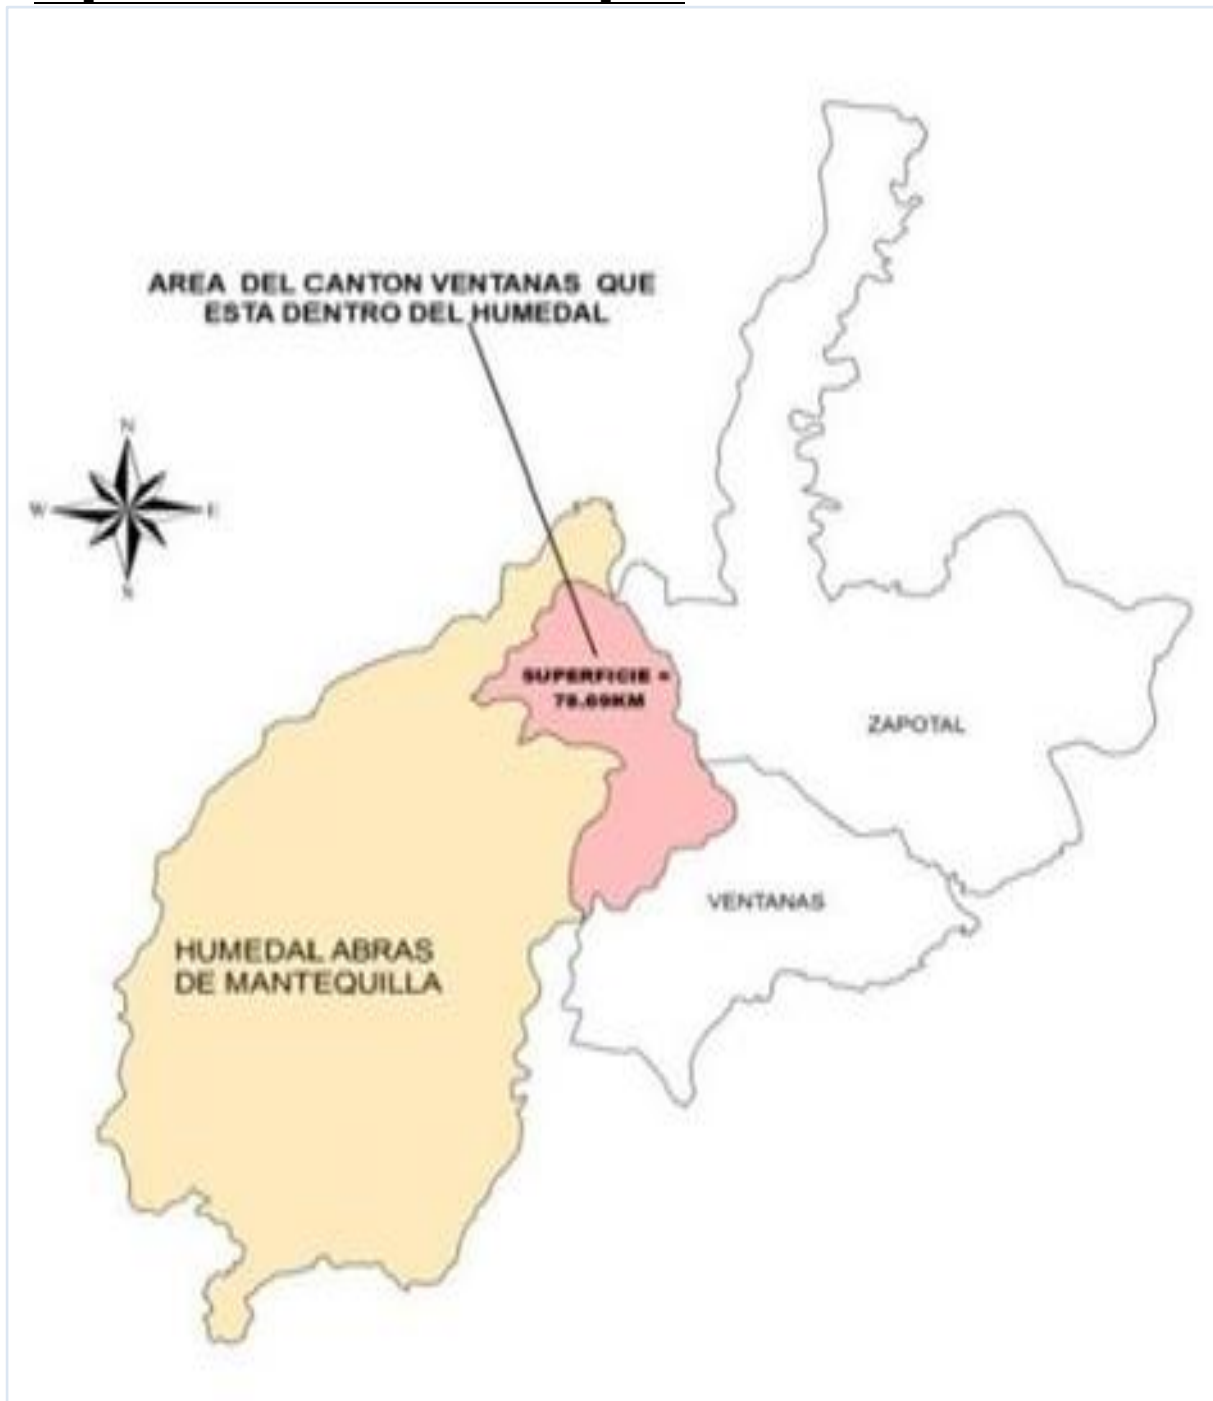 AREA DEL CANTON VENTANAS QUE
ESTA DENTRO DEL HUMEDAL
N
W
E
S
SUPERFICIE =
ZAPOTAL
VENTANAS
HUMEDAL ABRAS
DE MANTEQUILLA